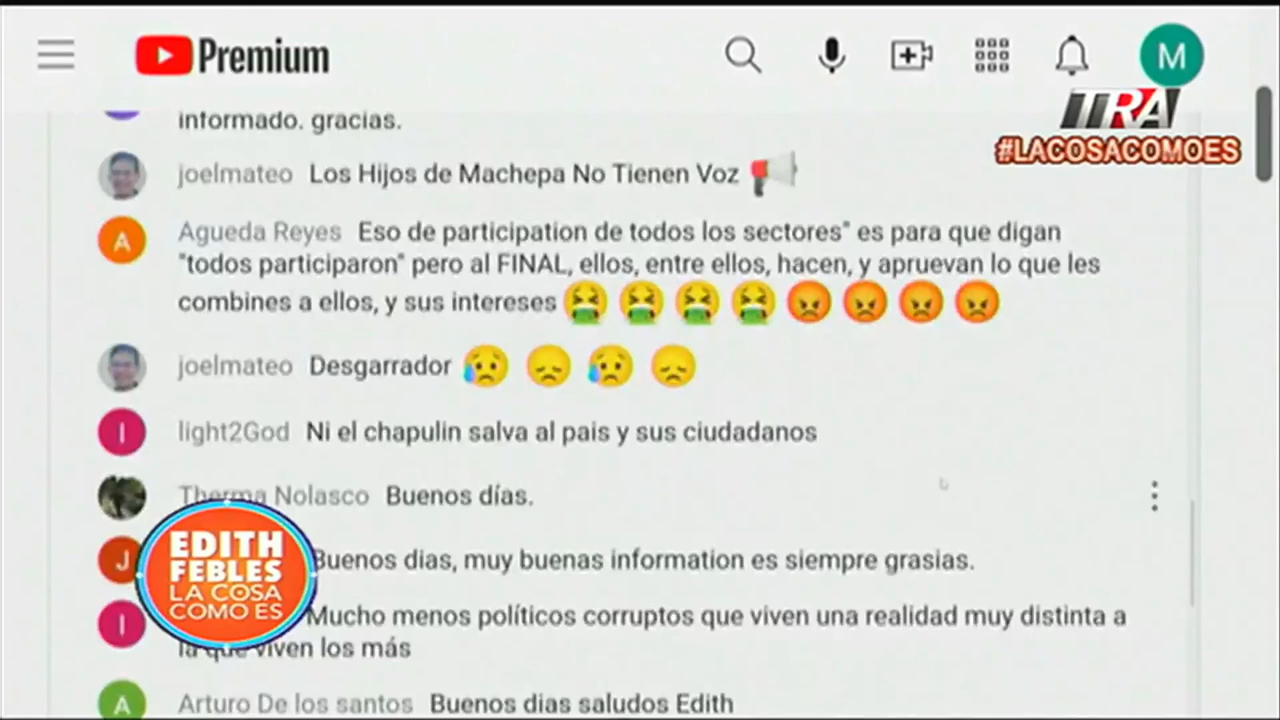 Premium
M
TRA
#LACOSACOMOES
informado. gracias.
joelmateo Los Hijos de Machepa No Tienen Voz
A
Agueda Reyes Eso de participation de todos los sectores" es para que digan
"todos participaron" pero al FINAL, ellos, entre ellos, hacen, y apruevan lo que les
combines a ellos, y sus intereses
joelmateo Desgarrador
I
light2God Ni el chapulin salva al pais y sus ciudadanos
Therma Nolasco Buenos días.
J
Buenos dias, muy buenas information es siempre grasias.
EDITH
FEBLES
LA COSA
COMO ES
I
Mucho menos políticos corruptos que viven una realidad muy distinta a
la que viven los más
A
Arturo De los santos Buenos dias saludos Edith